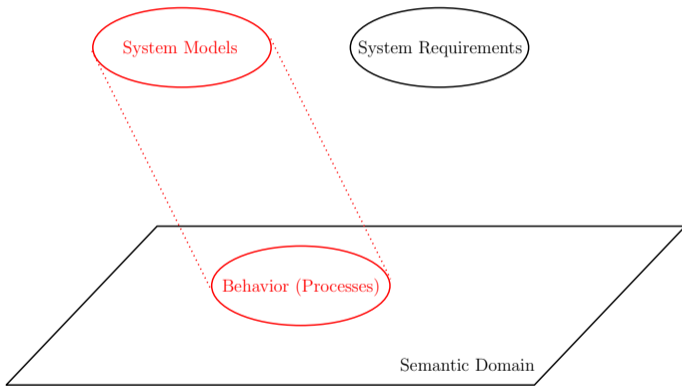 System Models
System Requirements
Behavior (Processes)
Semantic Domain